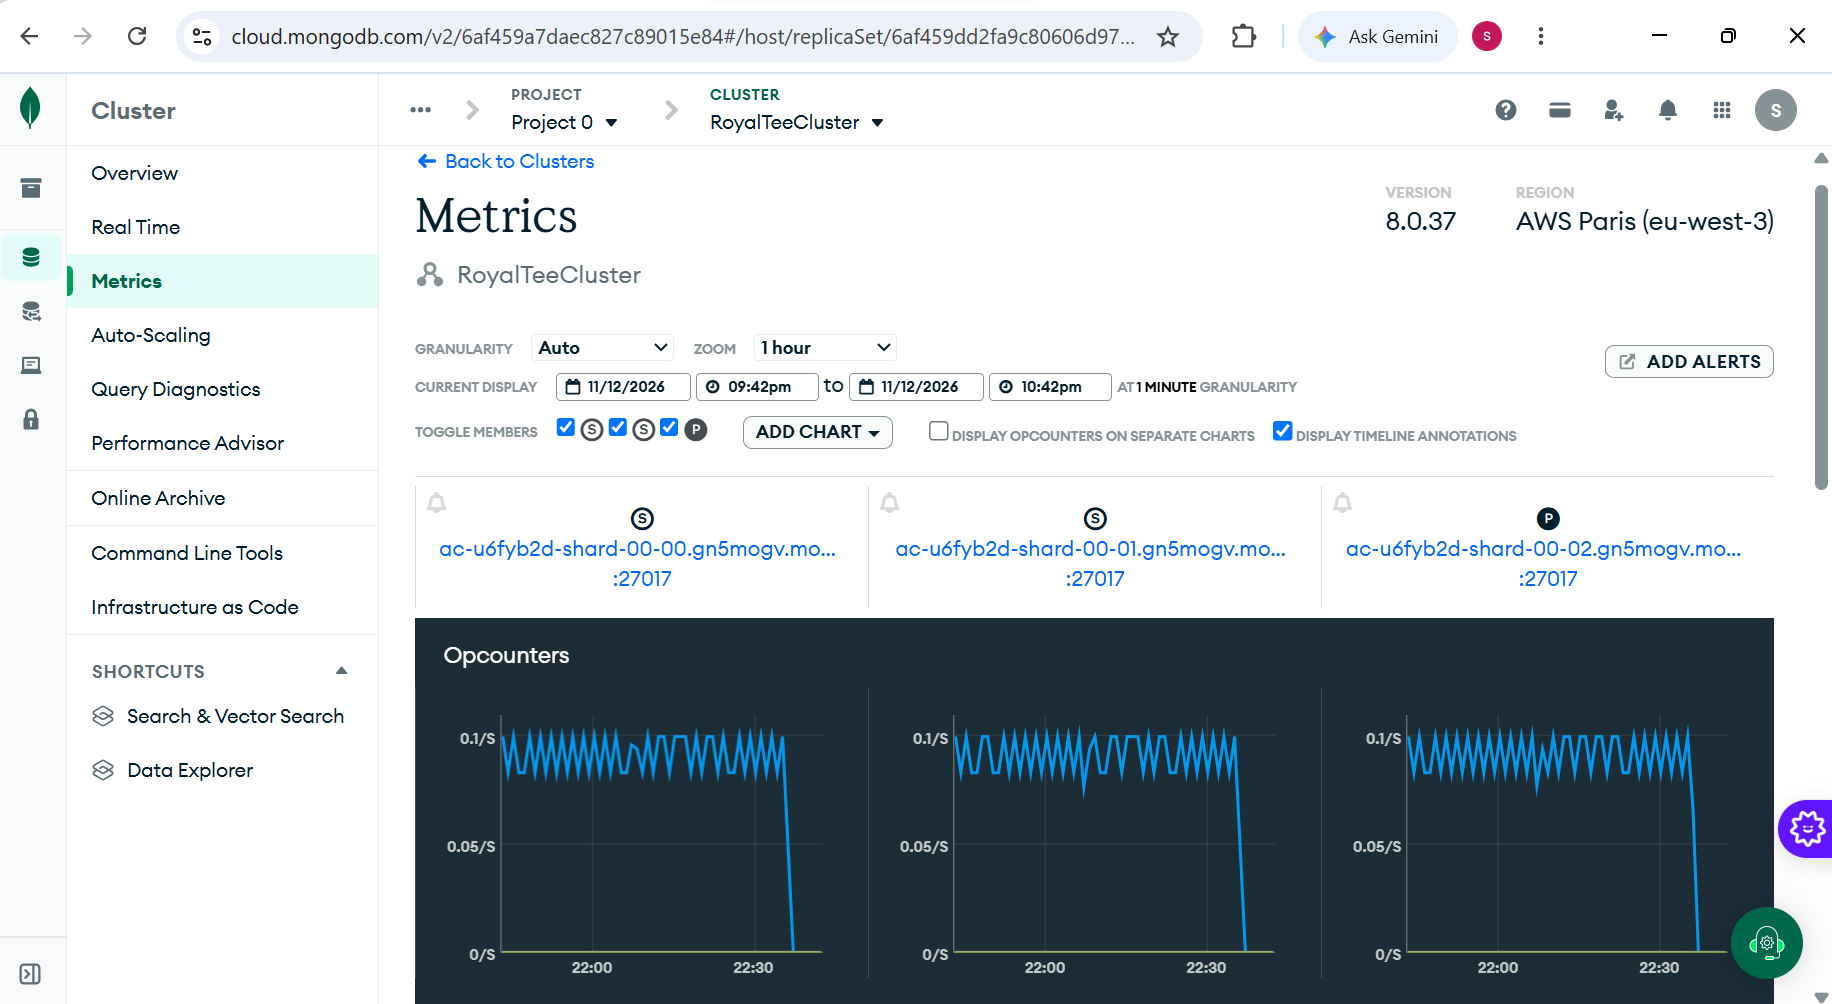 cloud.mongodb.com/v2/6af459a7daec827c89015e84#/host/replicaSet/6af459dd2fa9c80606d97...
Ask Gemini
S
Cluster
PROJECT
Project 0
CLUSTER
RoyalTeeCluster
S
Overview
Real Time
Metrics
Auto-Scaling
Query Diagnostics
Performance Advisor
Online Archive
Command Line Tools
Infrastructure as Code
SHORTCUTS
Search & Vector Search
Data Explorer
Back to Clusters
Metrics
RoyalTeeCluster
VERSION
8.0.37
REGION
AWS Paris (eu-west-3)
GRANULARITY Auto ZOOM 1 hour
CURRENT DISPLAY 11/12/2026 09:42pm to 11/12/2026 10:42pm AT 1 MINUTE GRANULARITY
ADD ALERTS
TOGGLE MEMBERS S S P ADD CHART DISPLAY OPCOUNTERS ON SEPARATE CHARTS DISPLAY TIMELINE ANNOTATIONS
S
ac-u6fyb2d-shard-00-00.gn5mogv.mo...
:27017
S
ac-u6fyb2d-shard-00-01.gn5mogv.mo...
:27017
P
ac-u6fyb2d-shard-00-02.gn5mogv.mo...
:27017
Opcounters
0.1/S
0.05/S
0/S
22:00 22:30
0.1/S
0.05/S
0/S
22:00 22:30
0.1/S
0.05/S
0/S
22:00 22:30